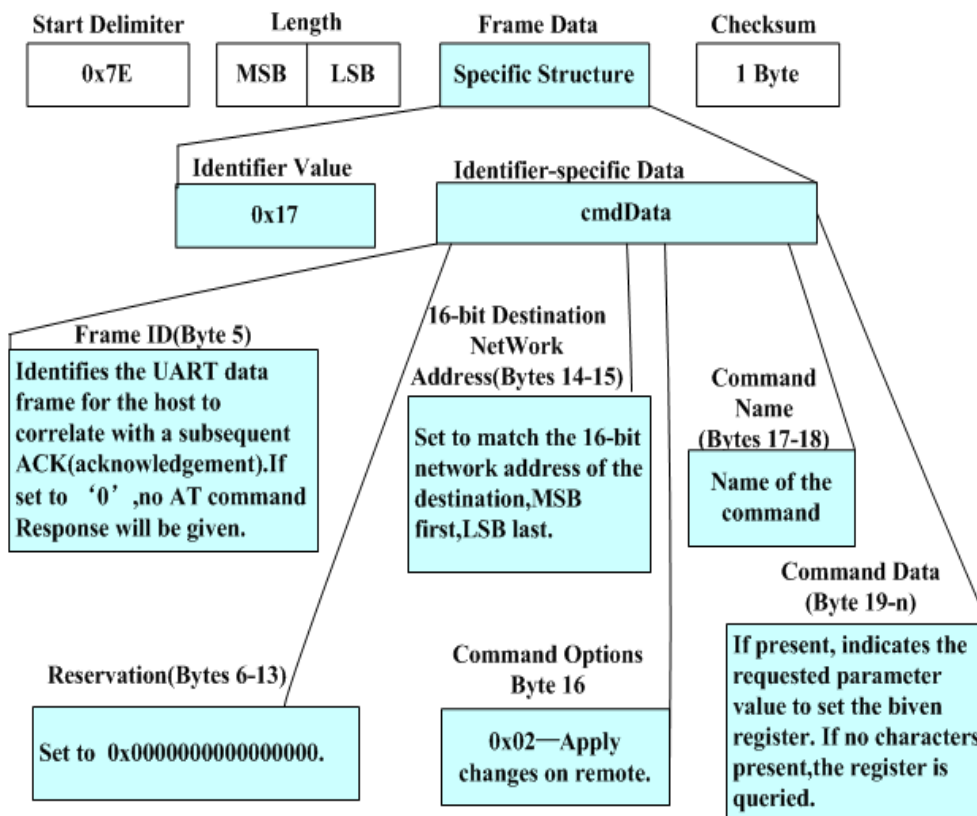 Start Delimiter
Length
Frame Data
Checksum
0x7E
MSB
LSB
Specific Structure
1 Byte
Identifier Value
Identifier-specific Data
0x17
cmdData
Frame ID(Byte 5)
Identifies the UART data
frame for the host to
correlate with a subsequent
ACK(acknowledgement).If
set to ‘0’ ,no AT command
Response will be given.
16-bit Destination
NetWork
Address(Bytes 14-15)
Set to match the 16-bit
network address of the
destination,MSB
first,LSB last.
Command
Name
(Bytes 17-18)
Name of the
command
Reservation(Bytes 6-13)
Set to 0x0000000000000000.
Command Options
Byte 16
0x02—Apply
changes on remote.
Command Data
(Byte 19-n)
If present, indicates the
requested parameter
value to set the biven
register. If no characters
present,the register is
queried.